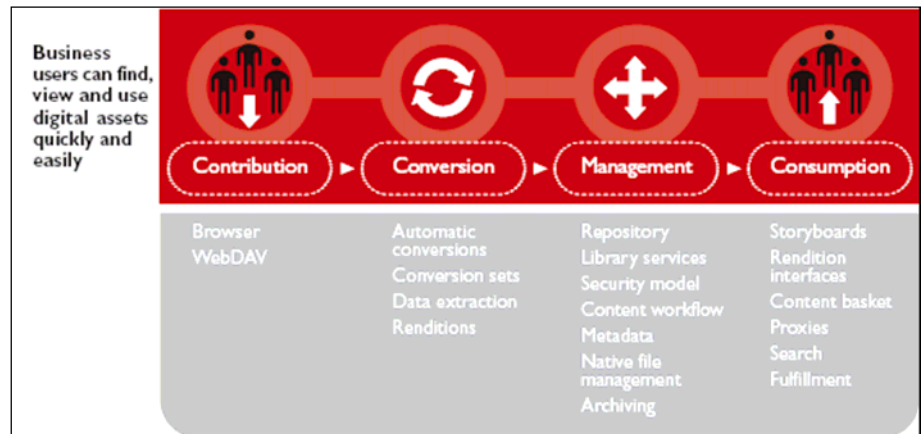 Business
users can find,
view and use
digital assets
quickly and
easily
Contribution
Conversion
Management
Consumption
Browser
WebDAV
Automatic
conversions
Conversion sets
Data extraction
Renditions
Repository
Library services
Security model
Content workflow
Metadata
Native file
management
Archiving
Storyboards
Rendition
interfaces
Content basket
Proxies
Search
Fulfillment